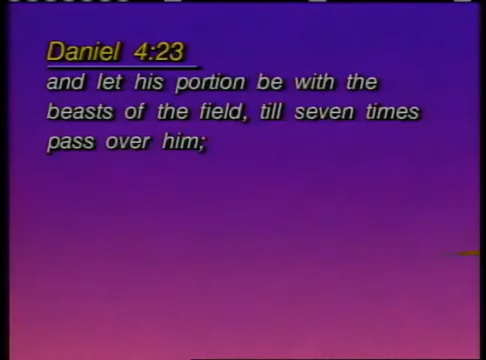 Daniel 4:23
and let his portion be with the
beasts of the field, till seven times
pass over him;